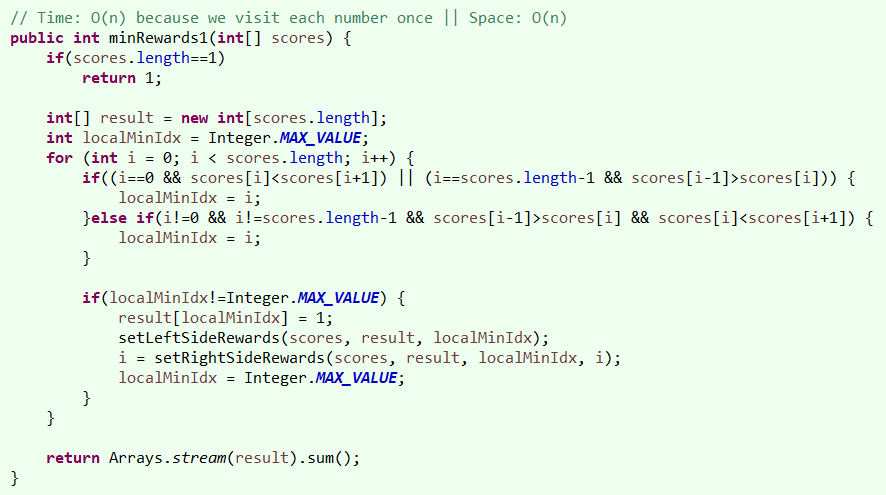 // Time: O(n) because we visit each number once || Space: O(n)
public int minRewards1(int[] scores) {
    if(scores.length==1)
        return 1;
    int[] result = new int[scores.length];
    int localMinIdx = Integer.MAX_VALUE;
    for (int i = 0; i < scores.length; i++) {
        if((i==0 && scores[i]<scores[i+1]) || (i==scores.length-1 && scores[i-1]>scores[i])) {
            localMinIdx = i;
        }else if(i!=0 && i!=scores.length-1 && scores[i-1]>scores[i] && scores[i]<scores[i+1]) {
            localMinIdx = i;
        }
        if(localMinIdx!=Integer.MAX_VALUE) {
            result[localMinIdx] = 1;
            setLeftSideRewards(scores, result, localMinIdx);
            i = setRightSideRewards(scores, result, localMinIdx, i);
            localMinIdx = Integer.MAX_VALUE;
        }
    }
    return Arrays.stream(result).sum();
}